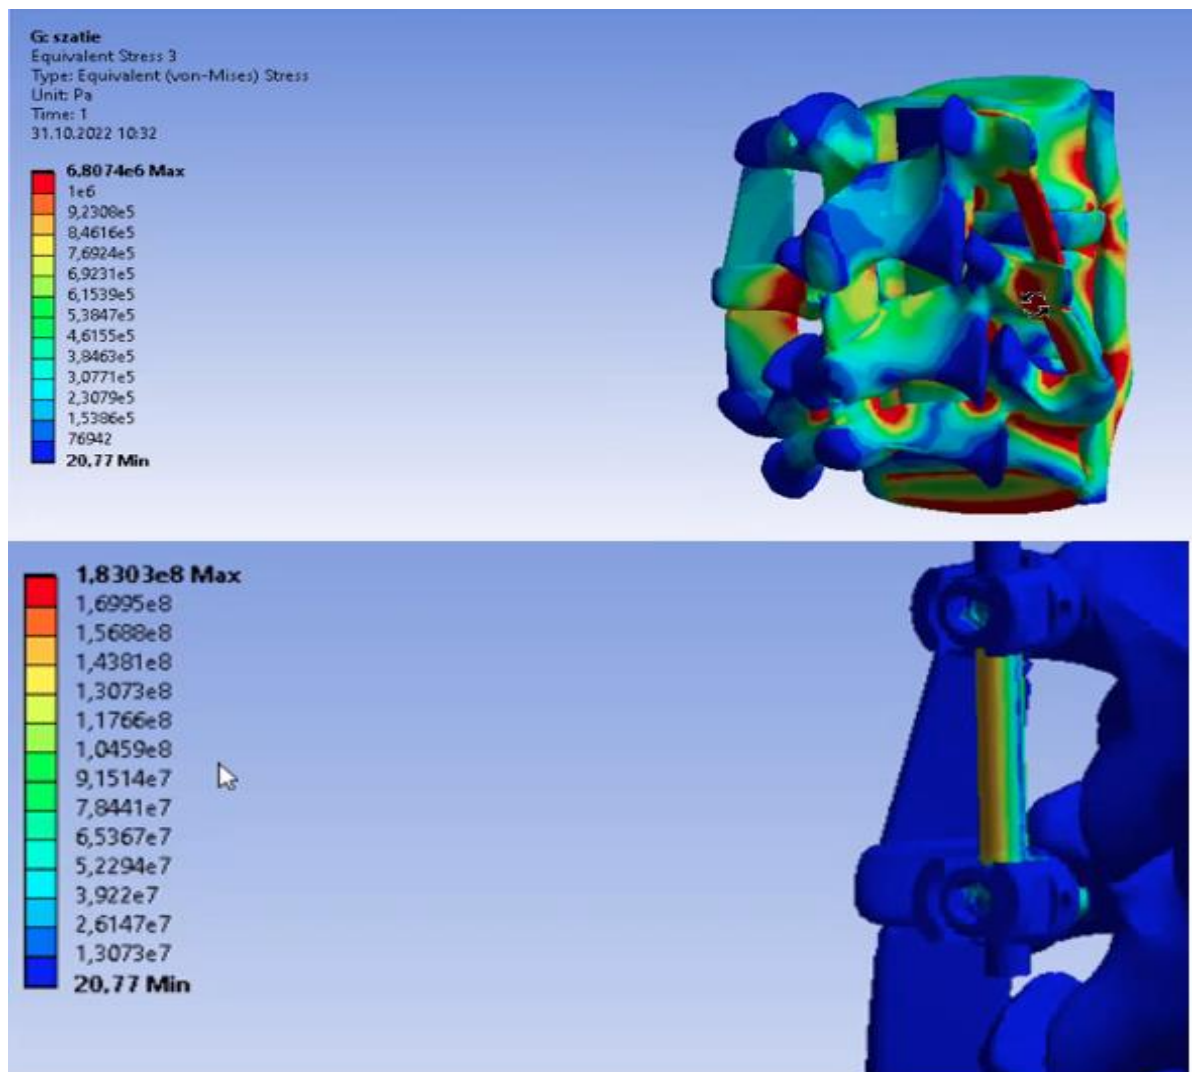 G: szatie
Equivalent Stress 3
Type: Equivalent (von-Mises) Stress
Unit: Pa
Time: 1
31.10.2022 10:32
6,8074e6 Max
1e6
9,2308e5
8,4616e5
7,6924e5
6,9231e5
6,1539e5
5,3847e5
4,6155e5
3,8463e5
3,0771e5
2,3079e5
1,5386e5
76942
20,77 Min
1,8303e8 Max
1,6995e8
1,5688e8
1,4381e8
1,3073e8
1,1766e8
1,0459e8
9,1514e7
7,8441e7
6,5367e7
5,2294e7
3,922e7
2,6147e7
1,3073e7
20,77 Min